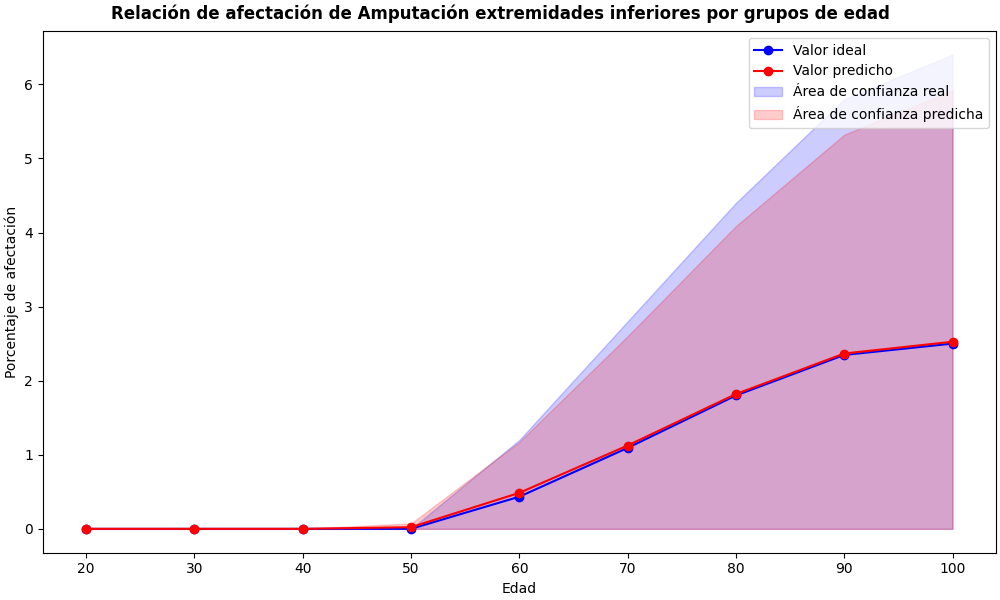 Relación de afectación de Amputación extremidades inferiores por grupos de edad
Valor ideal
Valor predicho
Área de confianza real
Área de confianza predicha
Porcentaje de afectación
6
5
4
3
2
1
0
20 30 40 50 60 70 80 90 100
Edad